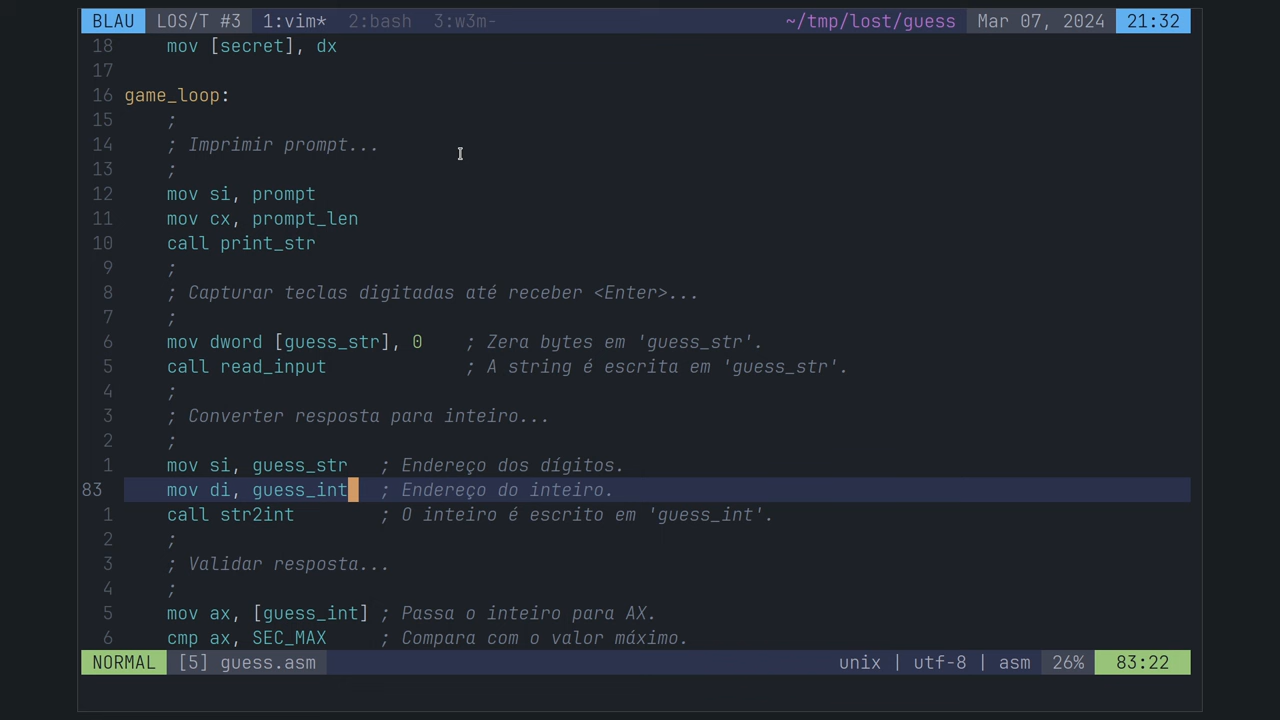 BLAU LOS/T #3 1:vim* 2:bash 3:w3m- ~/tmp/lost/guess Mar 07, 2024 21:32
18 mov [secret], dx
17
16 game_loop:
15 ;
14 ; Imprimir prompt...
13 ;
12 mov si, prompt
11 mov cx, prompt_len
10 call print_str
9 ;
8 ; Capturar teclas digitadas até receber <Enter>...
7 ;
6 mov dword [guess_str], 0 ; Zera bytes em 'guess_str'.
5 call read_input ; A string é escrita em 'guess_str'.
4 ;
3 ; Converter resposta para inteiro...
2 ;
1 mov si, guess_str ; Endereço dos dígitos.
83 mov di, guess_int ; Endereço do inteiro.
1 call str2int ; O inteiro é escrito em 'guess_int'.
2 ;
3 ; Validar resposta...
4 ;
5 mov ax, [guess_int] ; Passa o inteiro para AX.
6 cmp ax, SEC_MAX ; Compara com o valor máximo.
NORMAL [5] guess.asm unix | utf-8 | asm 26% 83:22